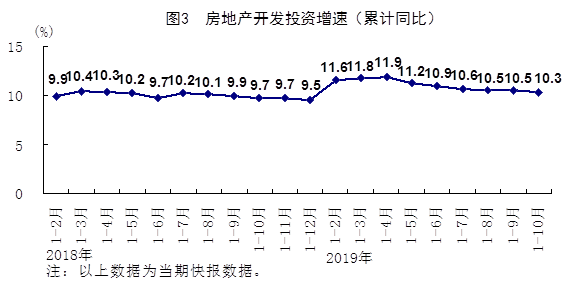 图3 房地产开发投资增速（累计同比）
(%)
15
10
5
0
9.9 10.4 10.3 10.2 9.7 10.2 10.1 9.9 9.7 9.7 9.5 11.6 11.8 11.9 11.2 10.9 10.6 10.5 10.5 10.3
1-2月 1-3月 1-4月 1-5月 1-6月 1-7月 1-8月 1-9月 1-10月 1-11月 1-12月 1-2月 1-3月 1-4月 1-5月 1-6月 1-7月 1-8月 1-9月 1-10月
2018年 2019年
注：以上数据为当期快报数据。